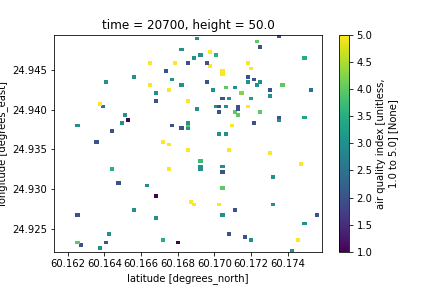 time = 20700, height = 50.0
24.945
24.940
24.935
24.930
24.925
longitude [degrees_east]
60.162 60.164 60.166 60.168 60.170 60.172 60.174
latitude [degrees_north]
5.0
4.5
4.0
3.5
3.0
2.5
2.0
1.5
1.0
air quality index [unitless,
1.0 to 5.0] [None]